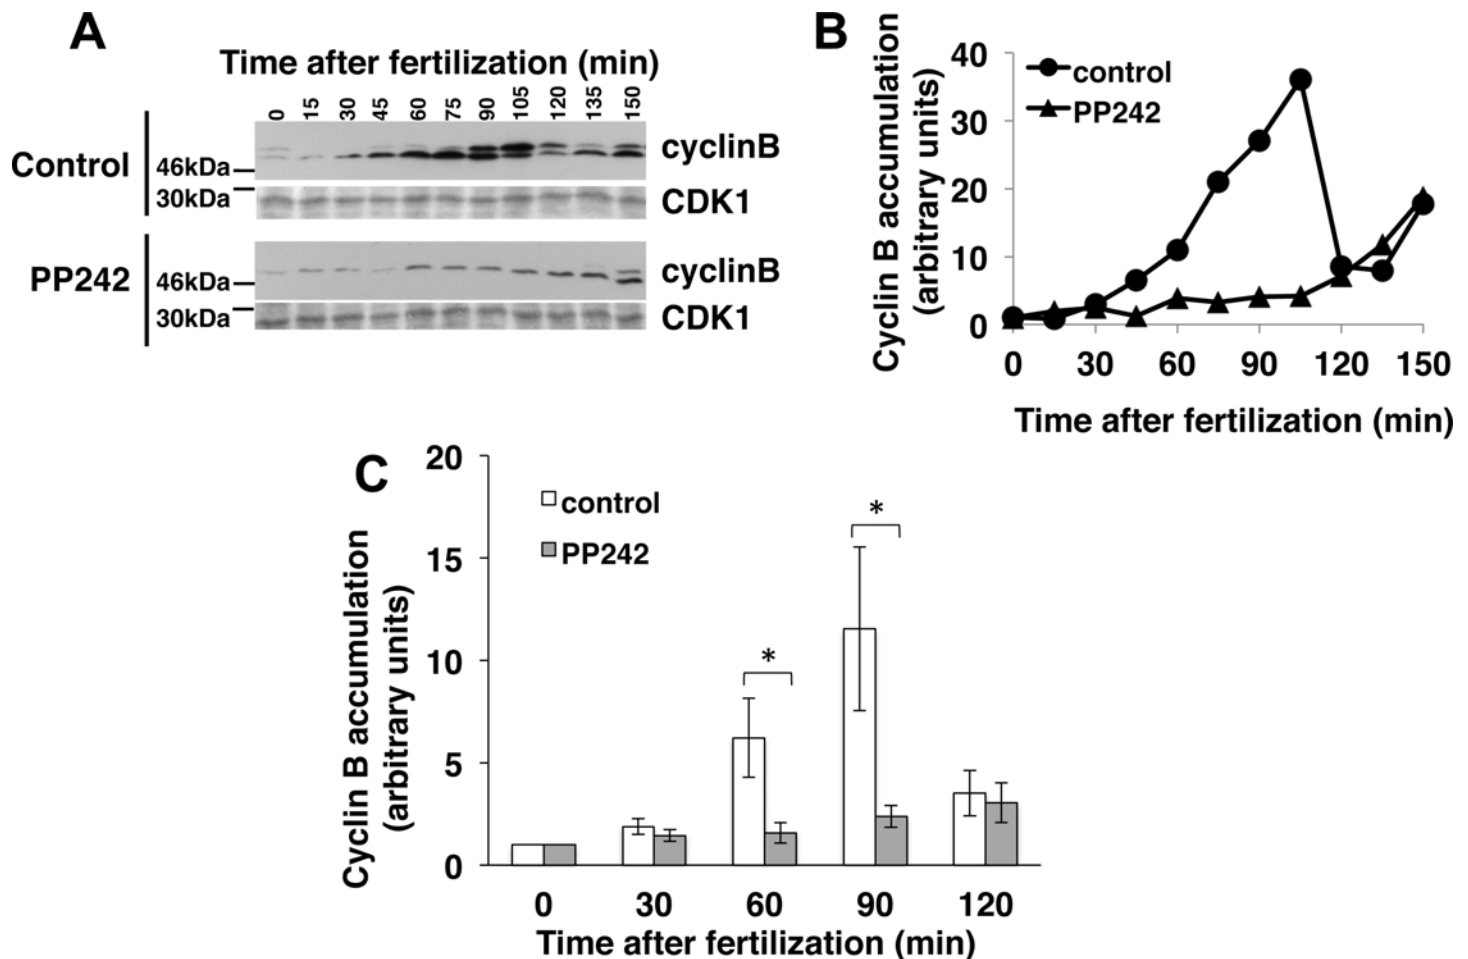 A
Time after fertilization (min)
0 15 30 45 60 75 90 105 120 135 150
Control
46kDa
cyclinB
30kDa
CDK1
PP242
46kDa
cyclinB
30kDa
CDK1
B
Cyclin B accumulation
(arbitrary units)
40
30
20
10
0
control
PP242
0 30 60 90 120 150
Time after fertilization (min)
C
Cyclin B accumulation
(arbitrary units)
20
15
10
5
0
control
PP242
*
*
0 30 60 90 120
Time after fertilization (min)